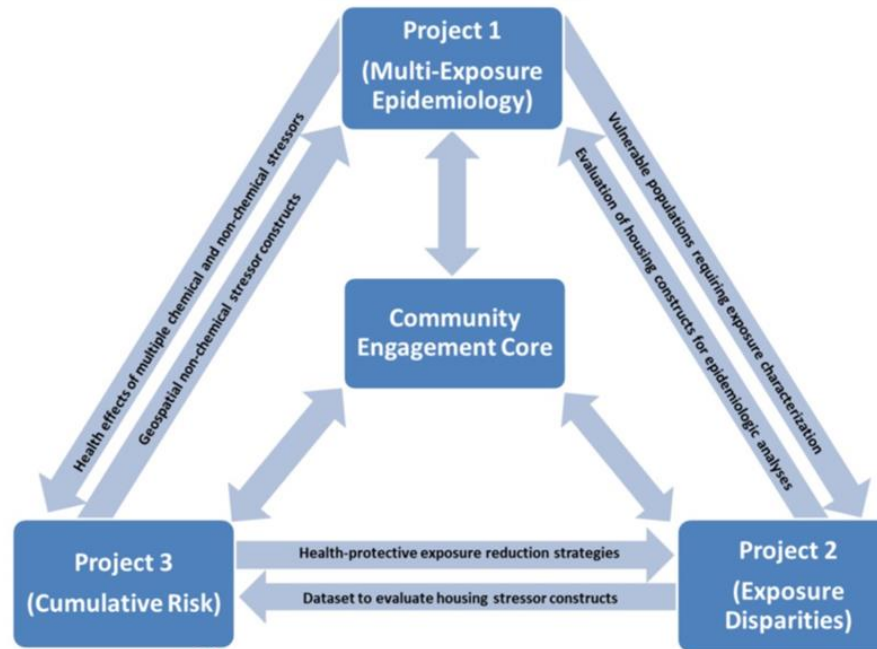 Project 1
(Multi-Exposure
Epidemiology)
Health effects of multiple chemical and non-chemical stressors
Geospatial non-chemical stressor constructs
Vulnerable populations requiring exposure characterization
Evaluation of housing constructs for epidemiologic analyses
Community
Engagement Core
Project 3
(Cumulative Risk)
Health-protective exposure reduction strategies
Dataset to evaluate housing stressor constructs
Project 2
(Exposure
Disparities)